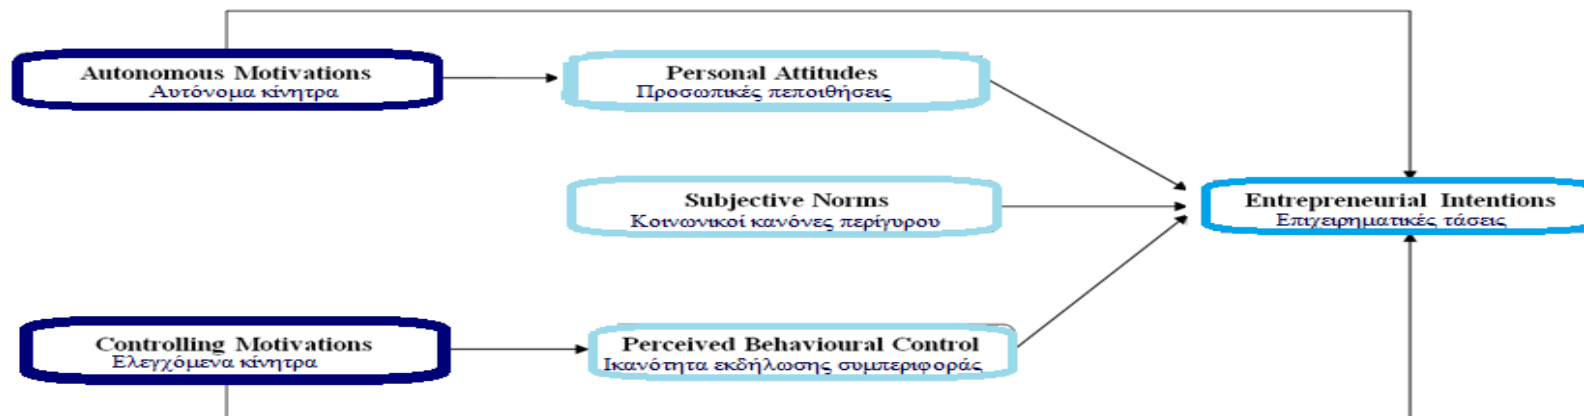 Autonomous Motivations
Αυτόνομα κίνητρα
Personal Attitudes
Προσωπικές πεποιθήσεις
Subjective Norms
Κοινωνικοί κανόνες περίγυρου
Entrepreneurial Intentions
Επιχειρηματικές τάσεις
Controlling Motivations
Ελεγχόμενα κίνητρα
Perceived Behavioural Control
Ικανότητα εκδήλωσης συμπεριφοράς